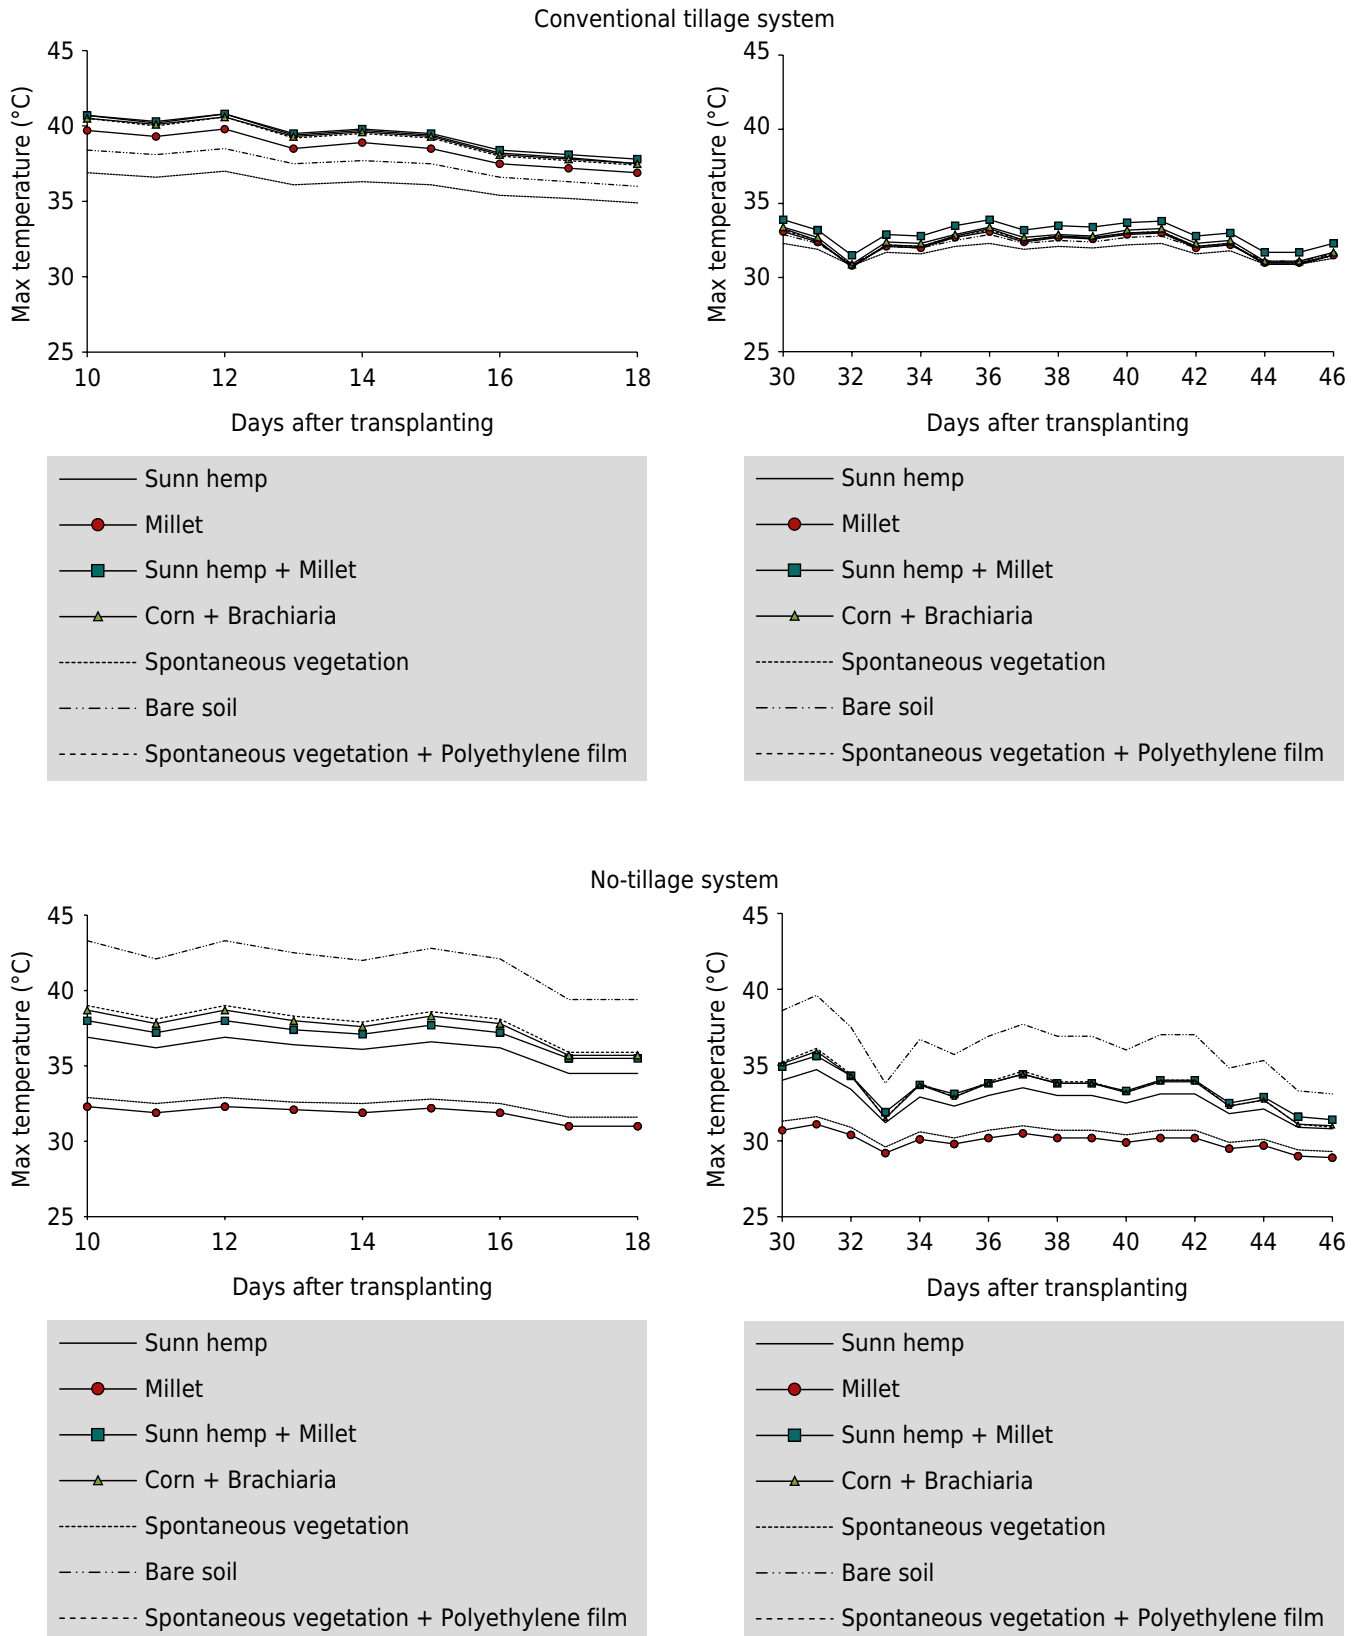 Conventional tillage system
Max temperature (°C)
45
40
35
30
25
10 12 14 16 18
Days after transplanting
Max temperature (°C)
45
40
35
30
25
30 32 34 36 38 40 42 44 46
Days after transplanting
Sunn hemp
Millet
Sunn hemp + Millet
Corn + Brachiaria
Spontaneous vegetation
Bare soil
Spontaneous vegetation + Polyethylene film
Sunn hemp
Millet
Sunn hemp + Millet
Corn + Brachiaria
Spontaneous vegetation
Bare soil
Spontaneous vegetation + Polyethylene film
No-tillage system
Max temperature (°C)
45
40
35
30
25
10 12 14 16 18
Days after transplanting
Max temperature (°C)
45
40
35
30
25
30 32 34 36 38 40 42 44 46
Days after transplanting
Sunn hemp
Millet
Sunn hemp + Millet
Corn + Brachiaria
Spontaneous vegetation
Bare soil
Spontaneous vegetation + Polyethylene film
Sunn hemp
Millet
Sunn hemp + Millet
Corn + Brachiaria
Spontaneous vegetation
Bare soil
Spontaneous vegetation + Polyethylene film